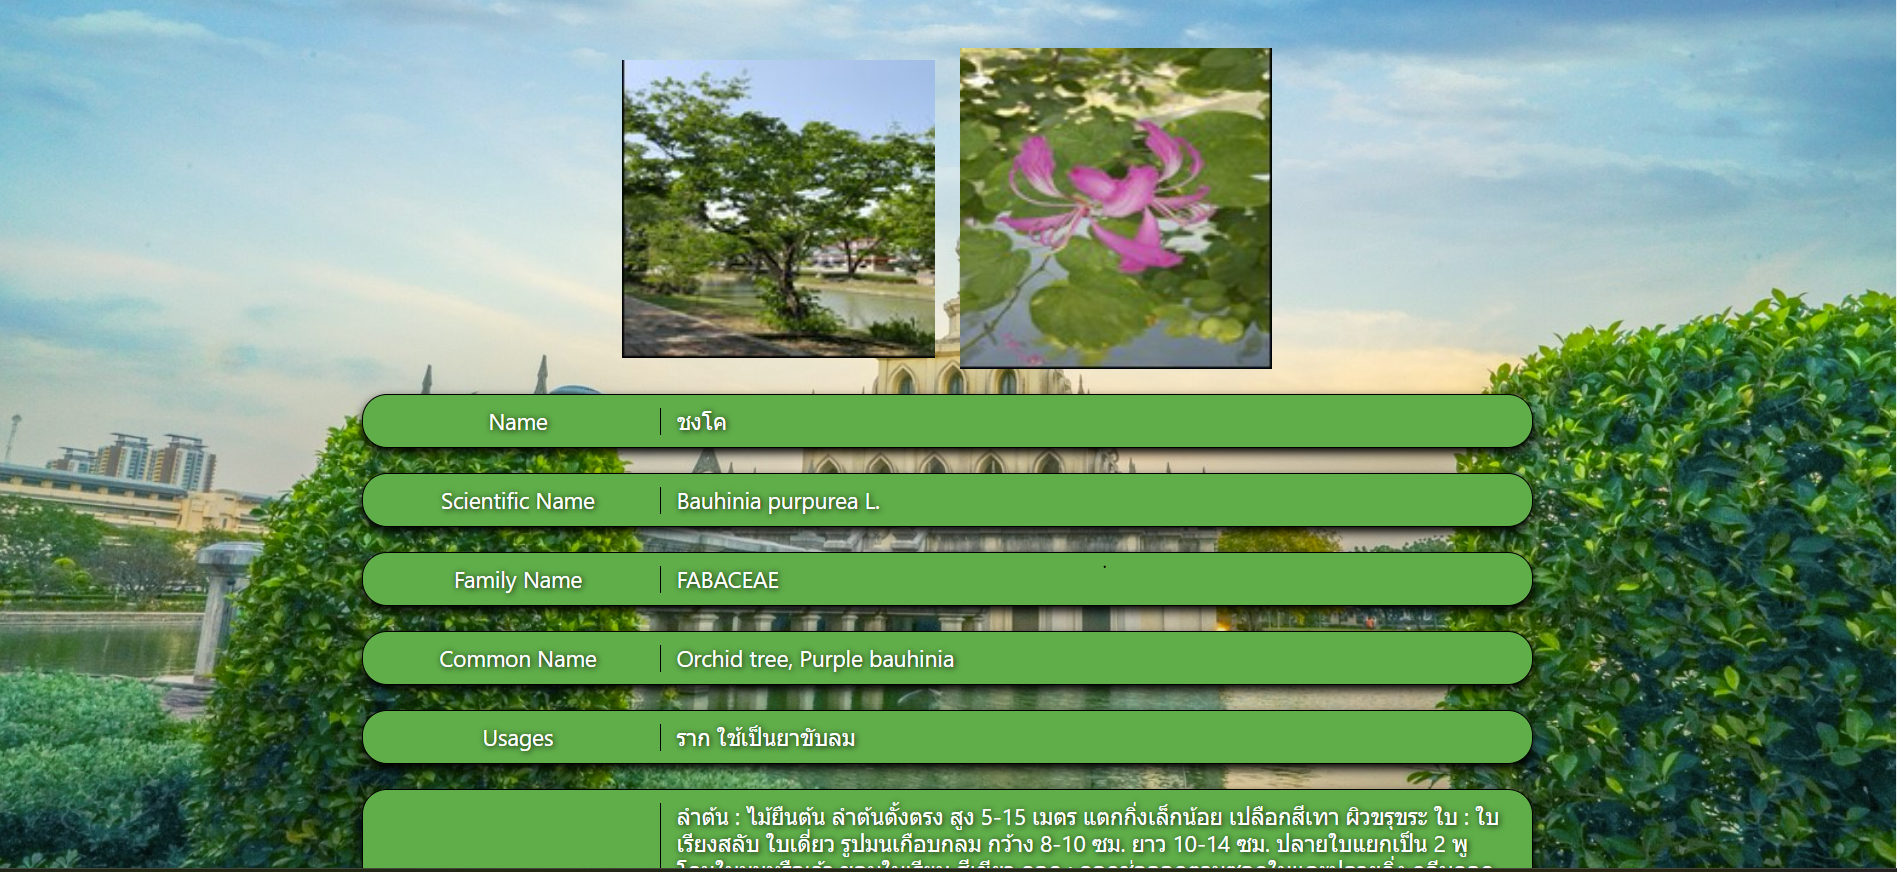 Name
ชงโค
Scientific Name
Bauhinia purpurea L.
Family Name
FABACEAE
Common Name
Orchid tree, Purple bauhinia
Usages
ราก ใช้เป็นยาขับลม
ลำต้น : ไม้ยืนต้น ลำต้นตั้งตรง สูง 5-15 เมตร แตกกิ่งเล็กน้อย เปลือกสีเทา ผิวขรุขระ ใบ : ใบ
เรียงสลับ ใบเดี่ยว รูปมนเกือบกลม กว้าง 8-10 ซม. ยาว 10-14 ซม. ปลายใบแยกเป็น 2 พู